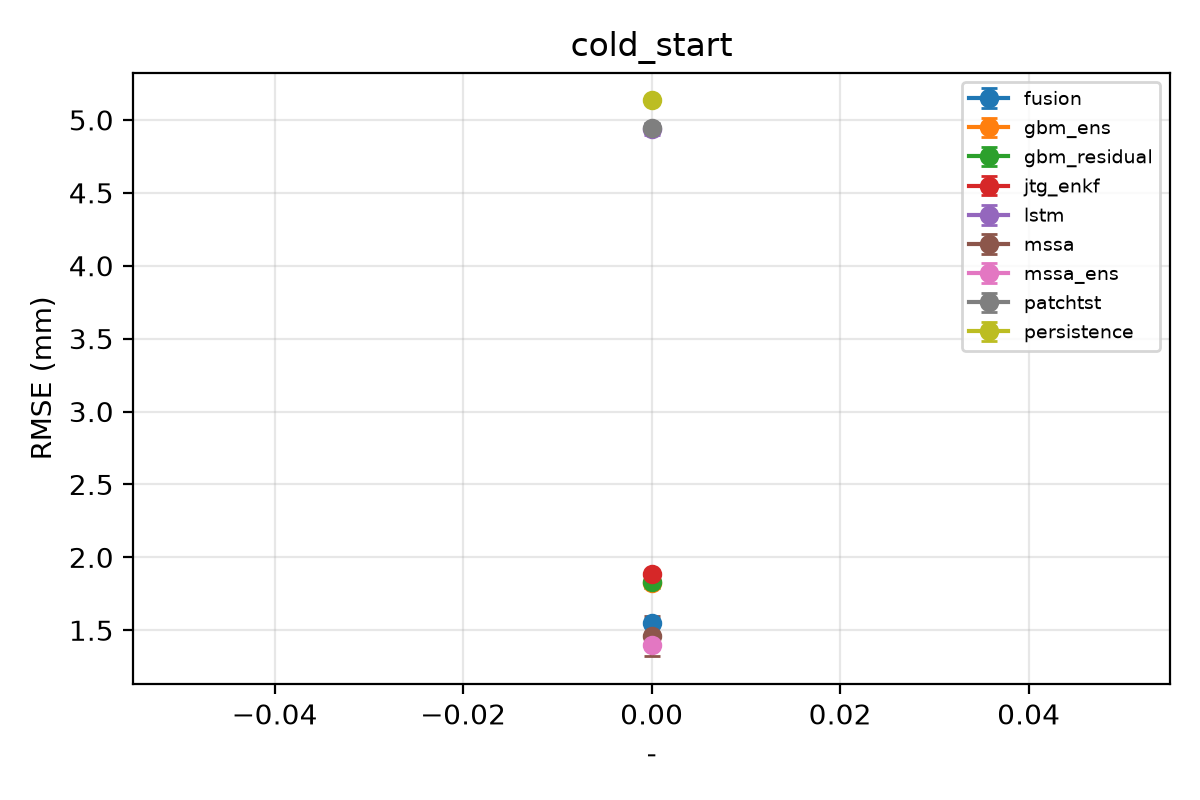 cold_start
RMSE (mm)
5.0
4.5
4.0
3.5
3.0
2.5
2.0
1.5
fusion
gbm_ens
gbm_residual
jtg_enkf
lstm
mssa
mssa_ens
patchtst
persistence
−0.04 −0.02 0.00 0.02 0.04
-